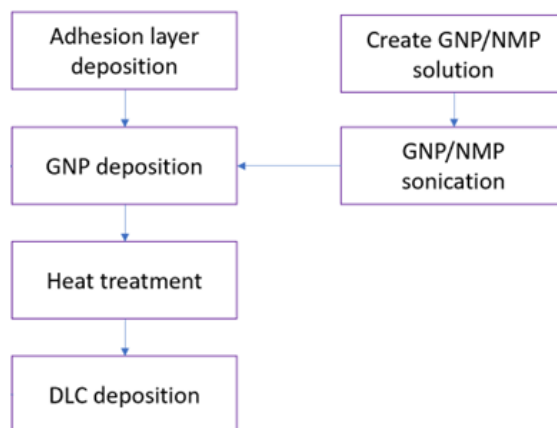 Adhesion layer
deposition
Create GNP/NMP
solution
GNP deposition
GNP/NMP
sonication
Heat treatment
DLC deposition